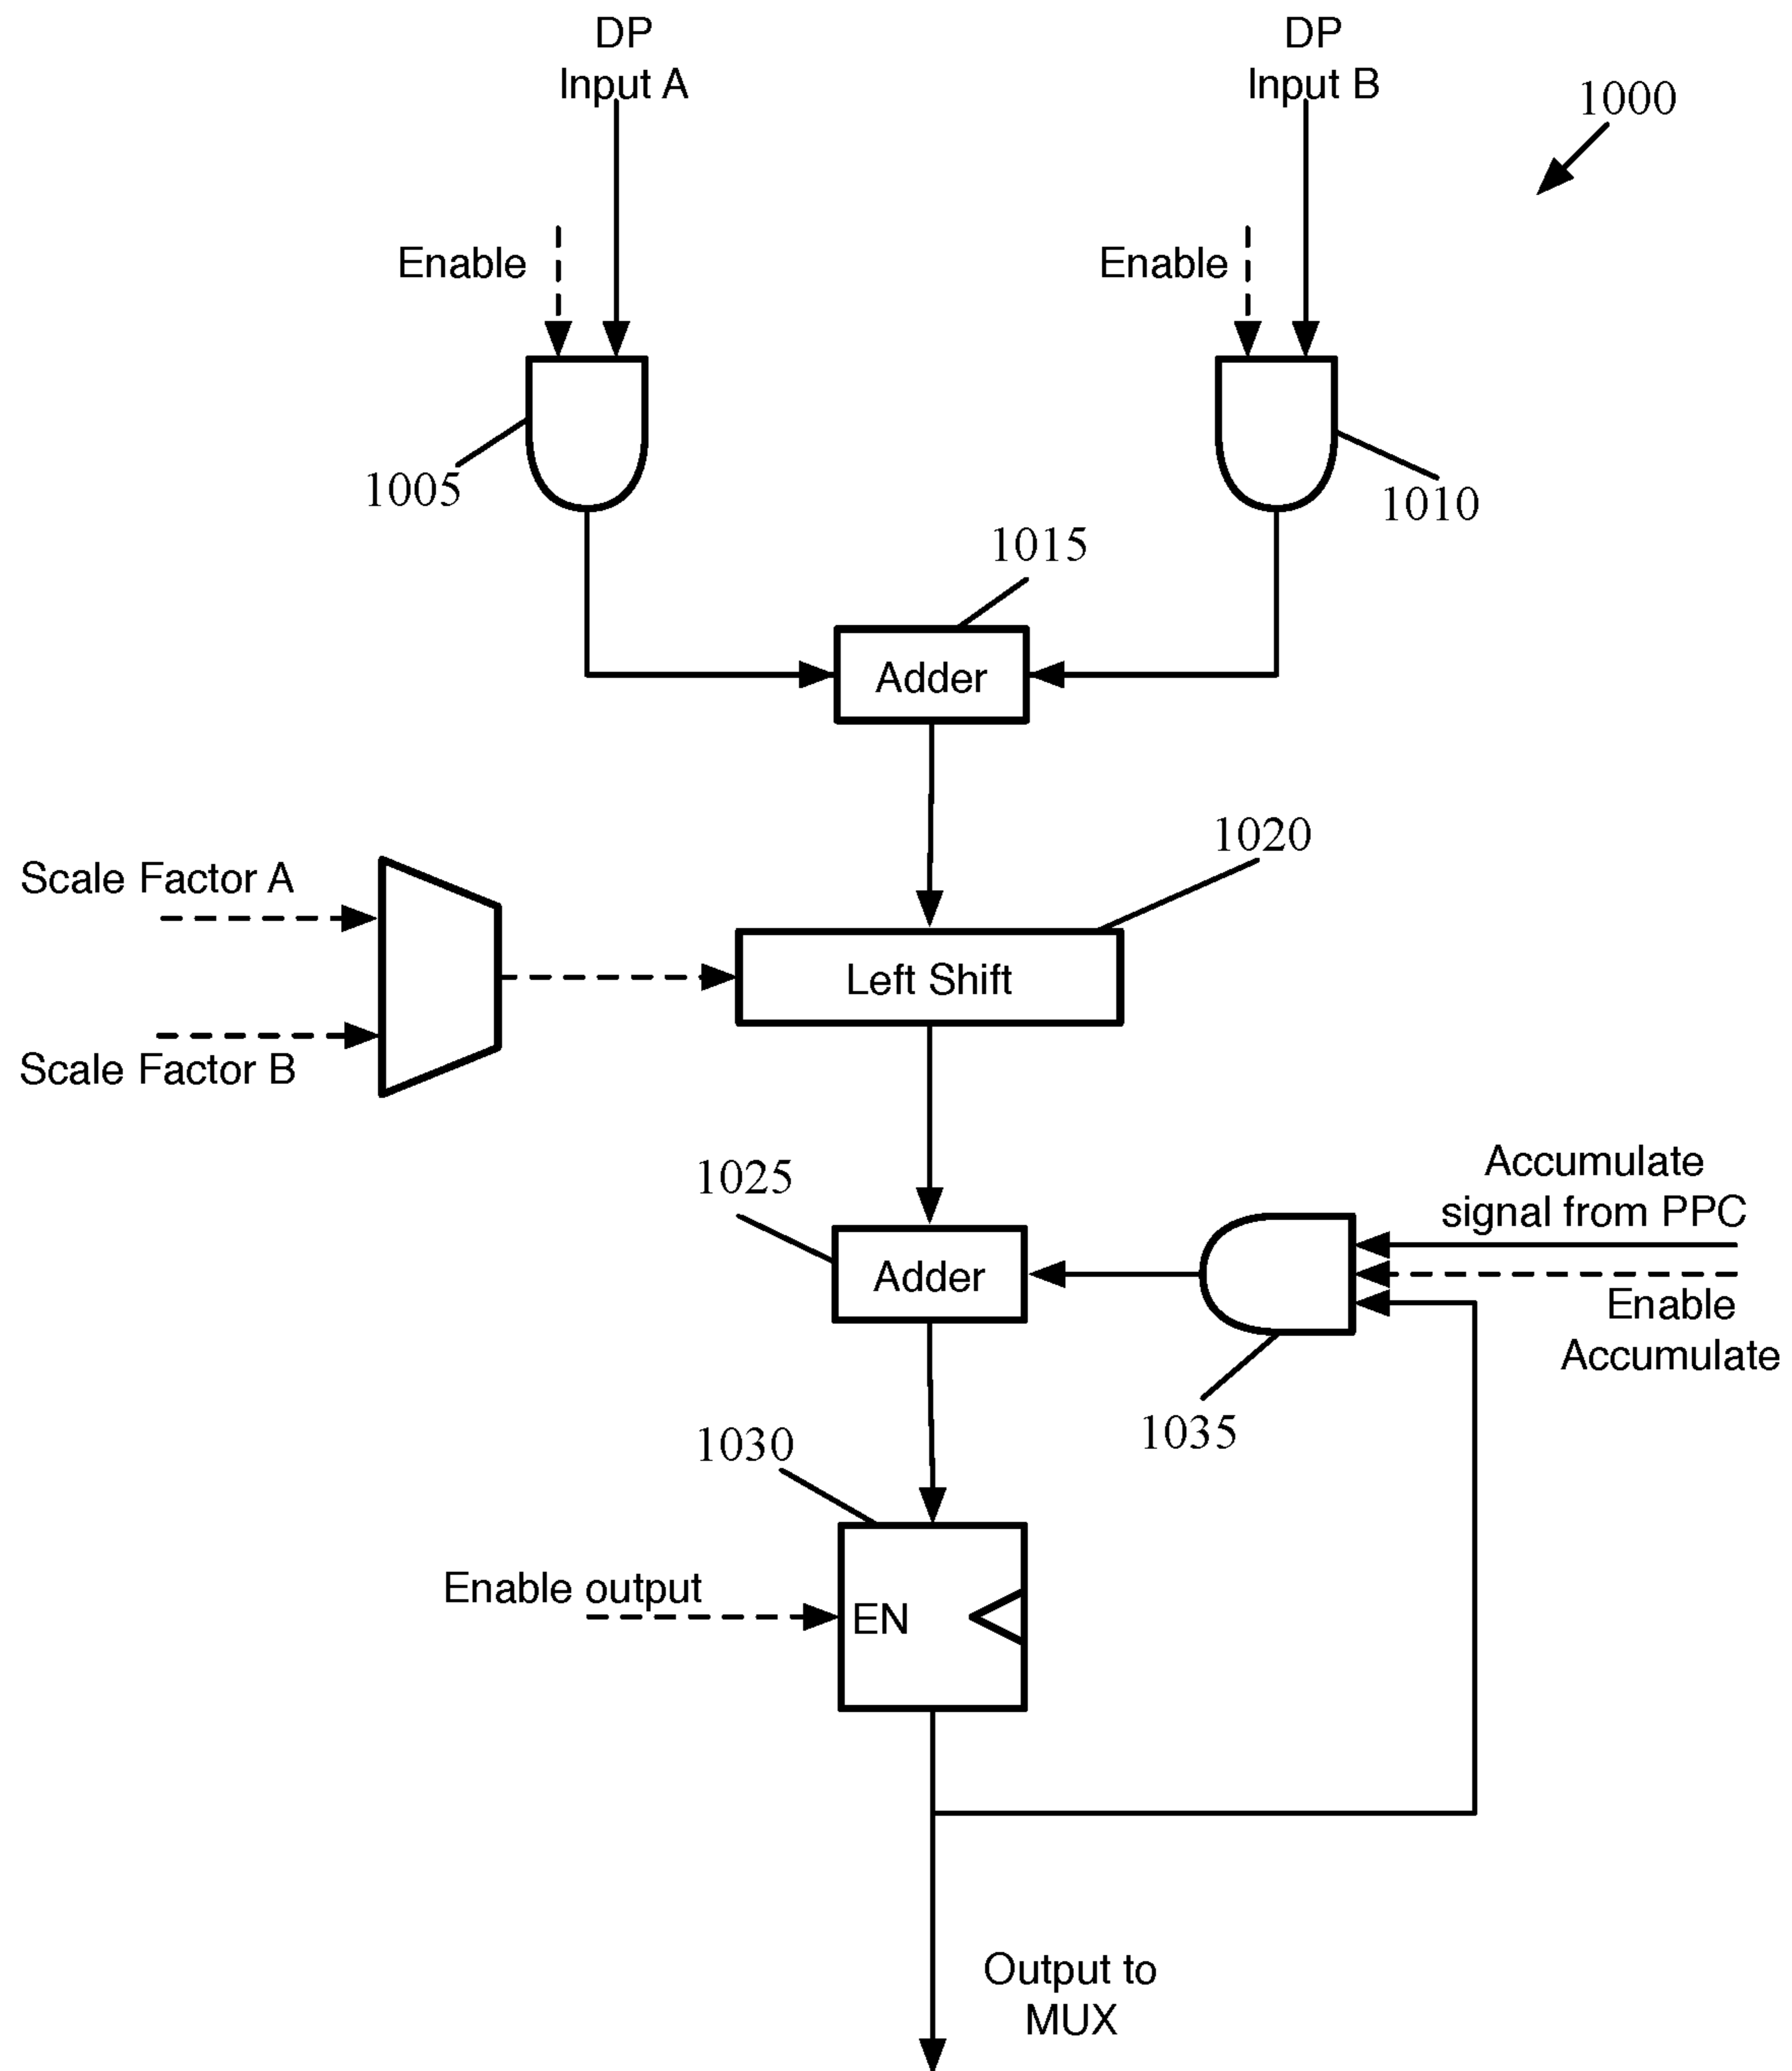 DP
Input A
DP
Input B
1000
Enable
Enable
1005
1010
1015
Adder
1020
Scale Factor A
Left Shift
Scale Factor B
1025
Accumulate
signal from PPC
Adder
Enable
Accumulate
1035
1030
Enable output
EN
Output to
MUX